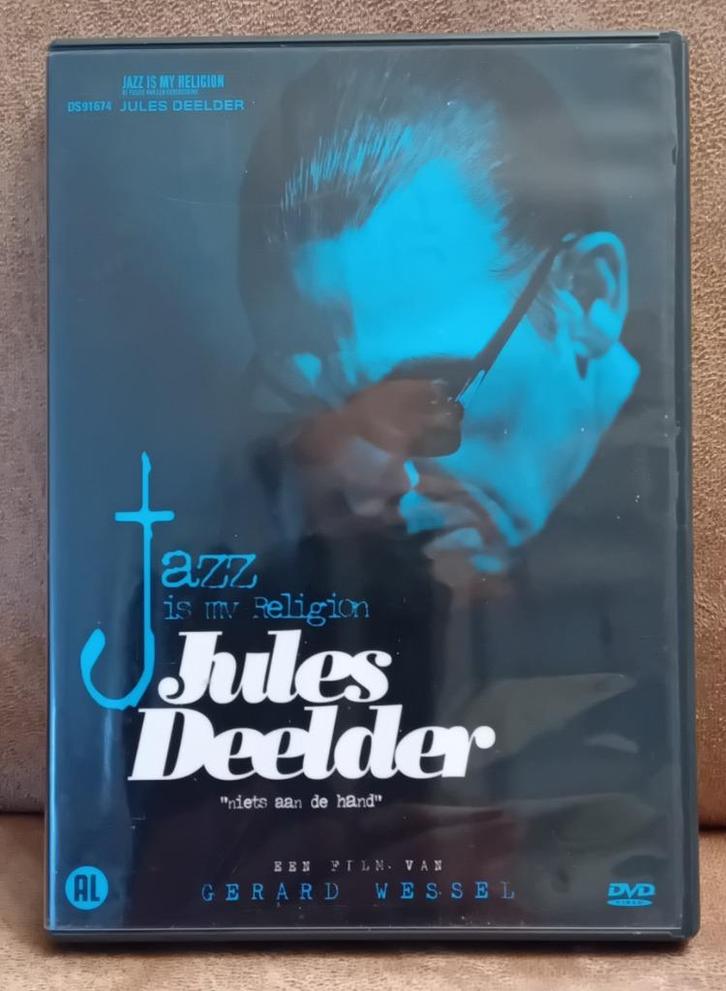 JAZZ IS MY RELIGION
DS91674 JULES DEELDER
Jazz
is my Religion
Jules
Deelder
"niets aan de hand"
EEN FILM VAN
GERARD WESSEL
AL
DVD
VIDEO